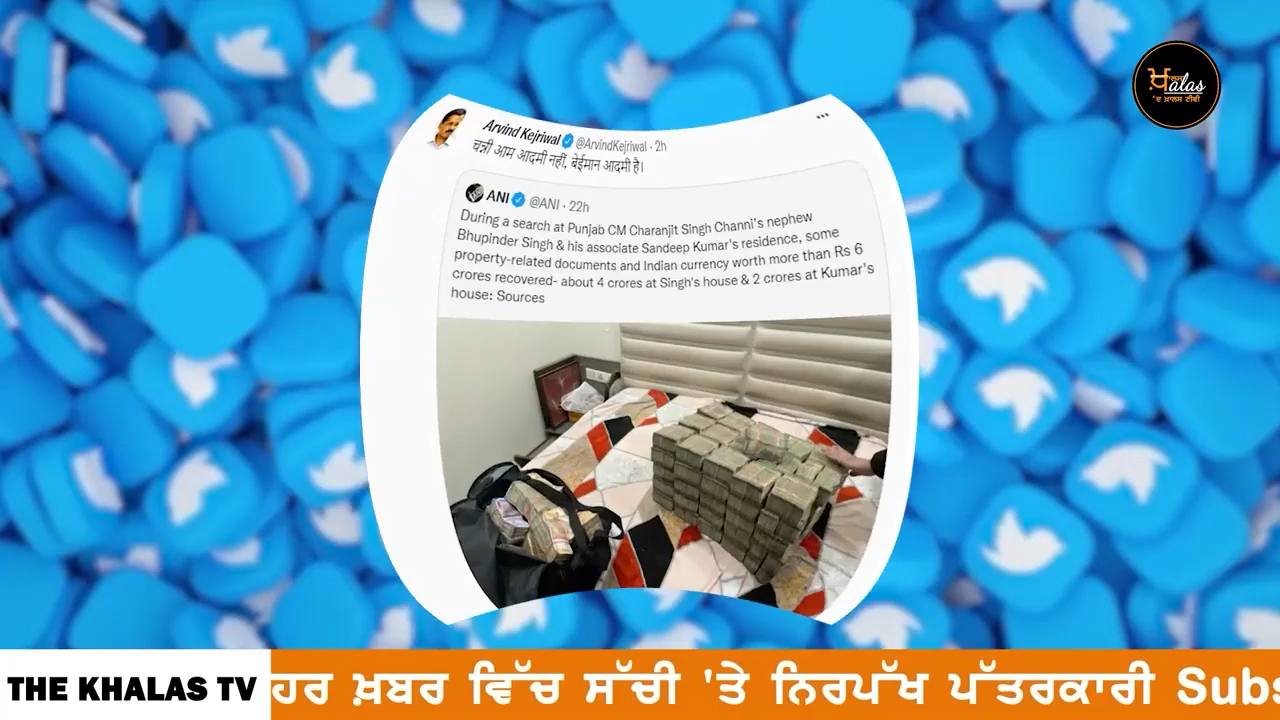 ਖ਼ਾਲਸ
alas
'ਦ ਖ਼ਾਲਸ ਟੀਵੀ
Arvind Kejriwal @ArvindKejriwal · 2h
चन्नी आम आदमी नहीं, बेईमान आदमी है।
ANI @ANI · 22h
During a search at Punjab CM Charanjit Singh Channi's nephew
Bhupinder Singh & his associate Sandeep Kumar's residence, some
property-related documents and Indian currency worth more than Rs 6
crores recovered- about 4 crores at Singh's house & 2 crores at Kumar's
house: Sources
THE KHALAS TV ਹਰ ਖ਼ਬਰ ਵਿੱਚ ਸੱਚੀ 'ਤੇ ਨਿਰਪੱਖ ਪੱਤਰਕਾਰੀ Subs